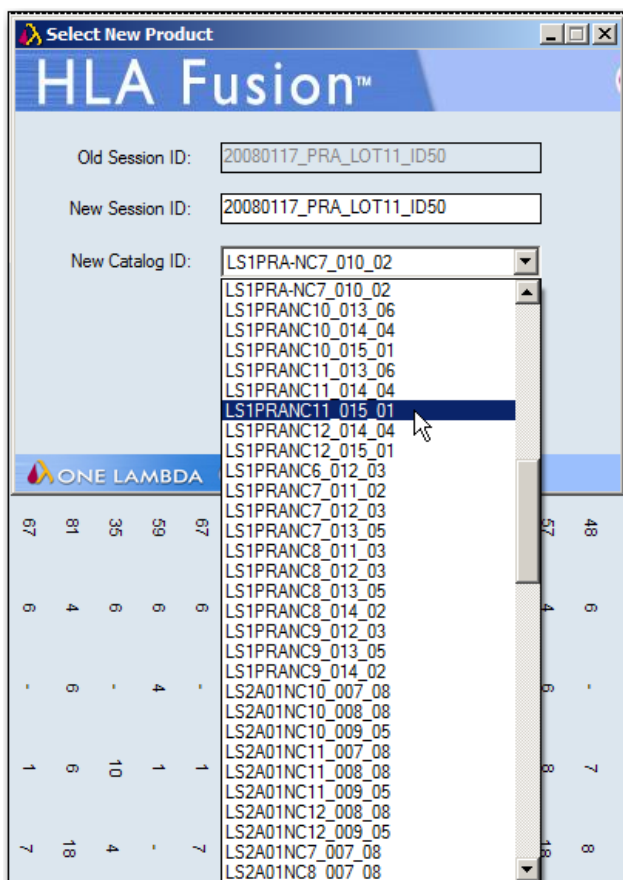 Select New Product
HLA Fusion™
Old Session ID: 20080117_PRA_LOT11_ID50
New Session ID: 20080117_PRA_LOT11_ID50
New Catalog ID: LS1PRA-NC7_010_02
LS1PRA-NC7_010_02
LS1PRANC10_013_06
LS1PRANC10_014_04
LS1PRANC10_015_01
LS1PRANC11_013_06
LS1PRANC11_014_04
LS1PRANC11_015_01
LS1PRANC12_014_04
LS1PRANC12_015_01
LS1PRANC6_012_03
LS1PRANC7_011_02
LS1PRANC7_012_03
LS1PRANC7_013_05
LS1PRANC8_011_03
LS1PRANC8_012_03
LS1PRANC8_013_05
LS1PRANC8_014_02
LS1PRANC9_012_03
LS1PRANC9_013_05
LS1PRANC9_014_02
LS2A01NC10_007_08
LS2A01NC10_008_08
LS2A01NC10_009_05
LS2A01NC11_007_08
LS2A01NC11_008_08
LS2A01NC11_009_05
LS2A01NC12_008_08
LS2A01NC12_009_05
LS2A01NC7_007_08
LS2A01NC8_007_08
ONE LAMBDA
67 81 35 59 67 57 48
6 4 6 6 6 4 6
- 6 - 4 - 6 -
1 6 10 1 1 8 7
7 18 4 - 7 18 8